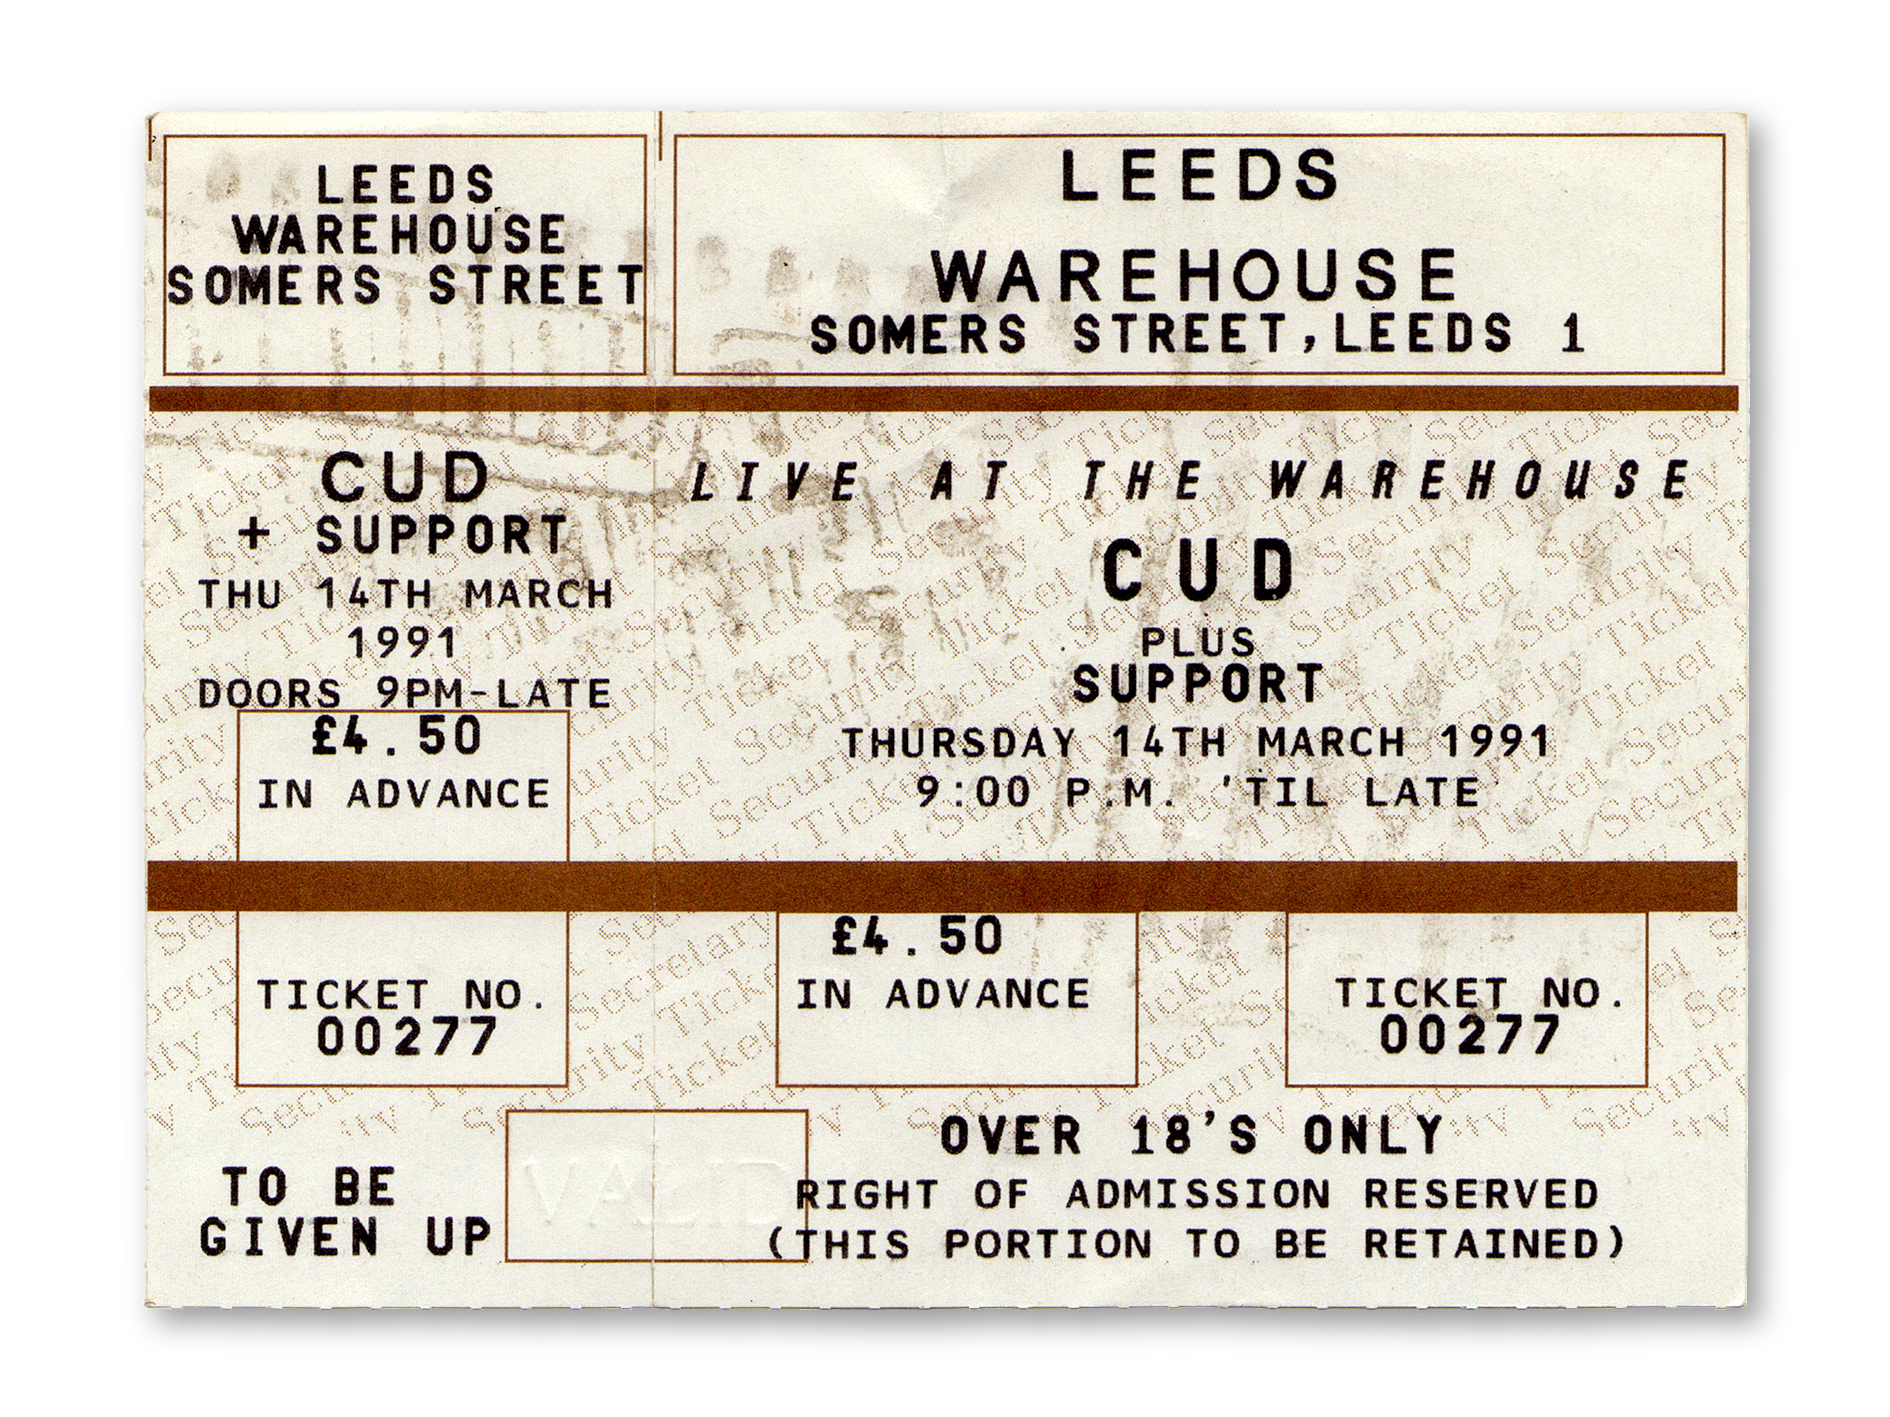 LEEDS
WAREHOUSE
SOMERS STREET
CUD
+ SUPPORT
THU 14TH MARCH
1991
DOORS 9PM-LATE
£4.50
IN ADVANCE
TICKET NO.
00277
TO BE
GIVEN UP
VALID
LEEDS
WAREHOUSE
SOMERS STREET, LEEDS 1
LIVE AT THE WAREHOUSE
CUD
PLUS
SUPPORT
THURSDAY 14TH MARCH 1991
9:00 P.M. 'TIL LATE
£4.50
IN ADVANCE
TICKET NO.
00277
OVER 18'S ONLY
RIGHT OF ADMISSION RESERVED
(THIS PORTION TO BE RETAINED)